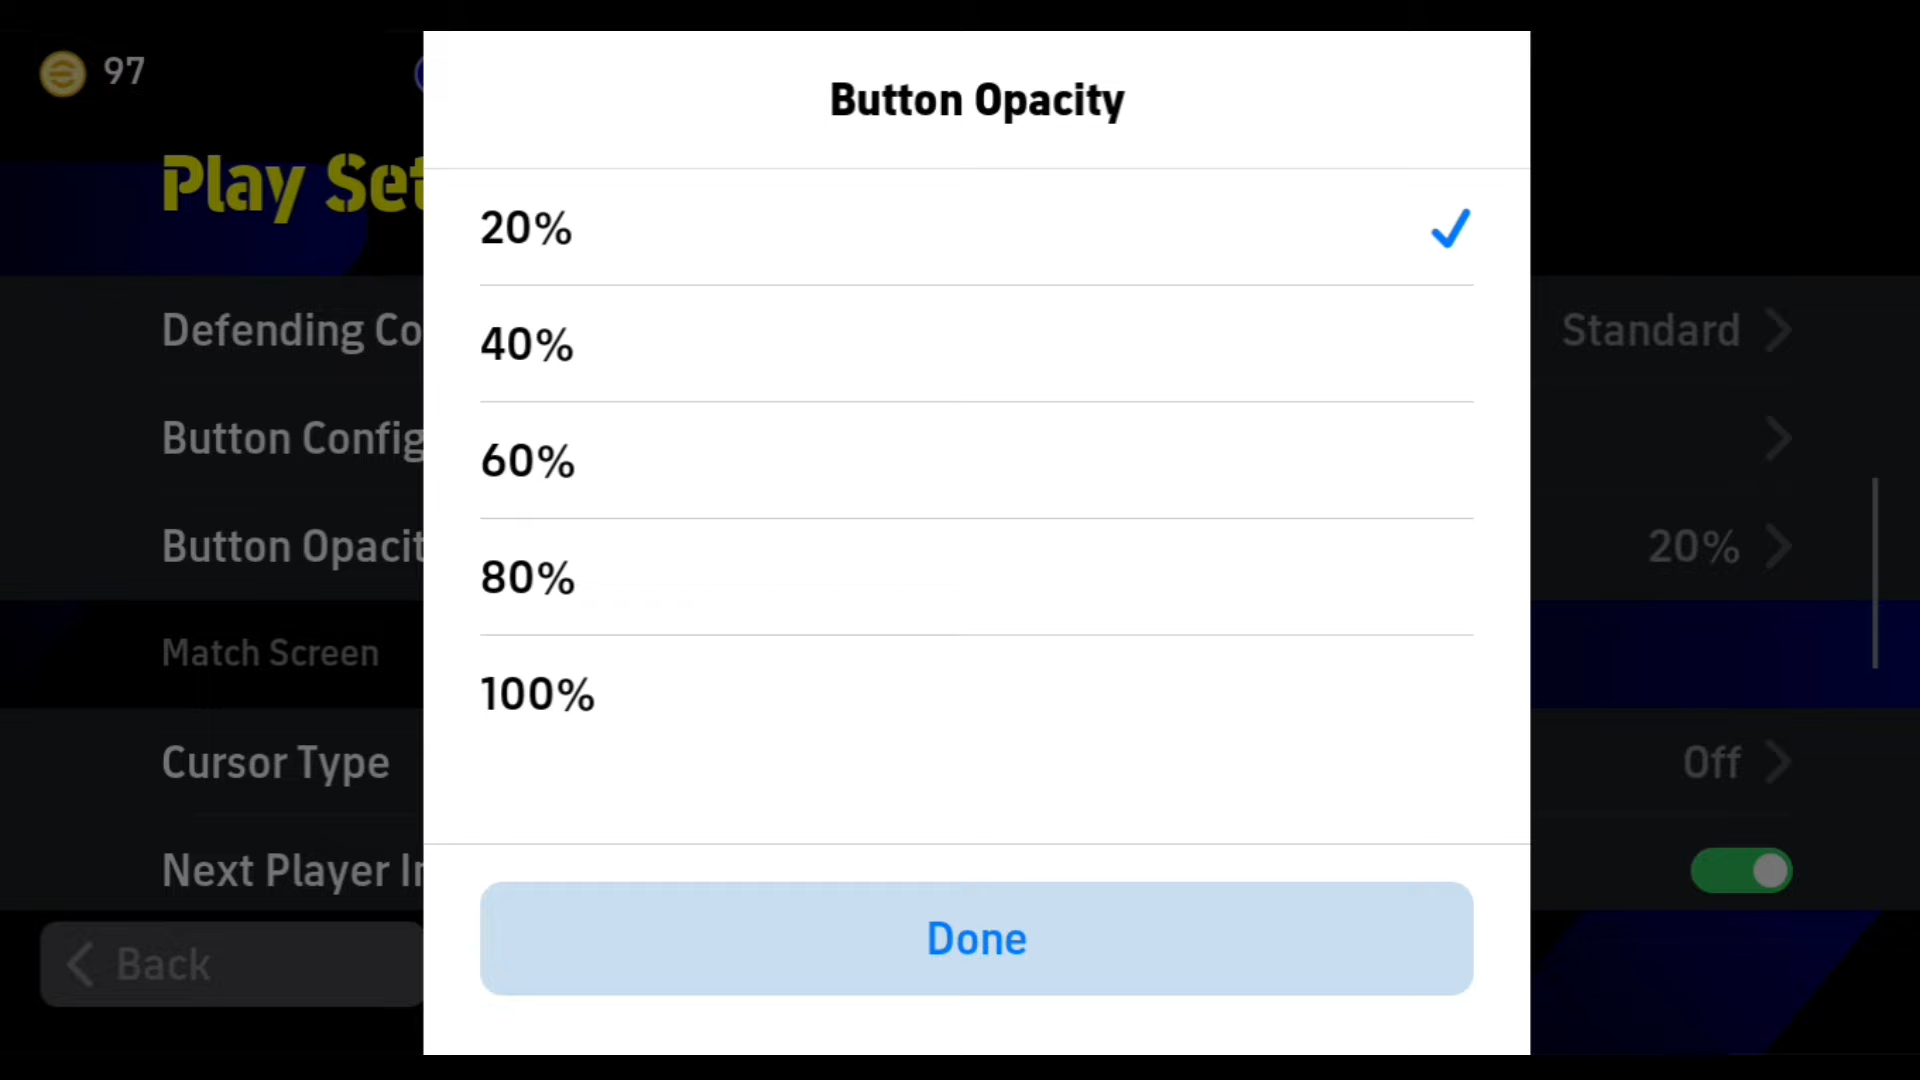 97
Button Opacity
Play Set
20%
Defending Co
Standard
40%
Button Config
60%
Button Opacit
20%
80%
Match Screen
100%
Cursor Type
Off
Next Player In
Done
Back